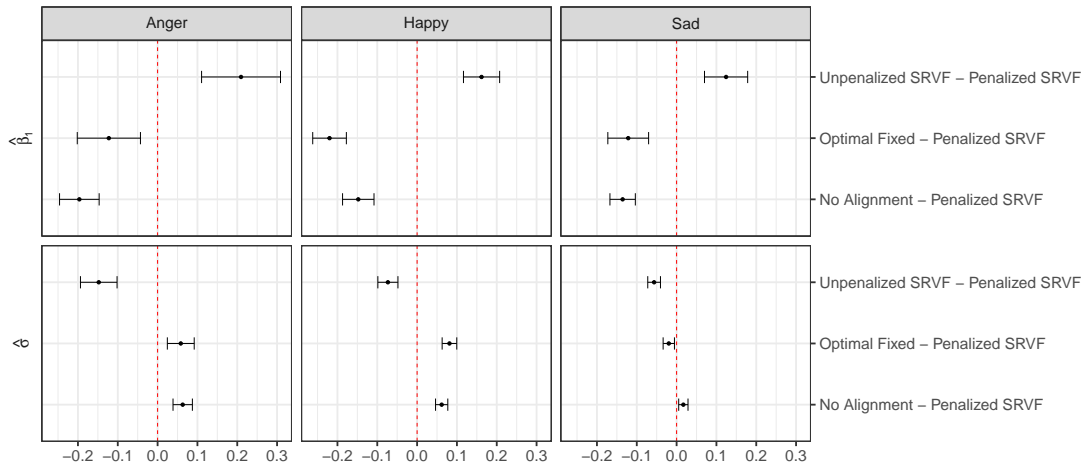 Anger Happy Sad
β̂₁
Unpenalized SRVF − Penalized SRVF
Optimal Fixed − Penalized SRVF
No Alignment − Penalized SRVF
σ̂
Unpenalized SRVF − Penalized SRVF
Optimal Fixed − Penalized SRVF
No Alignment − Penalized SRVF
−0.2 −0.1 0.0 0.1 0.2 0.3 −0.2 −0.1 0.0 0.1 0.2 0.3 −0.2 −0.1 0.0 0.1 0.2 0.3